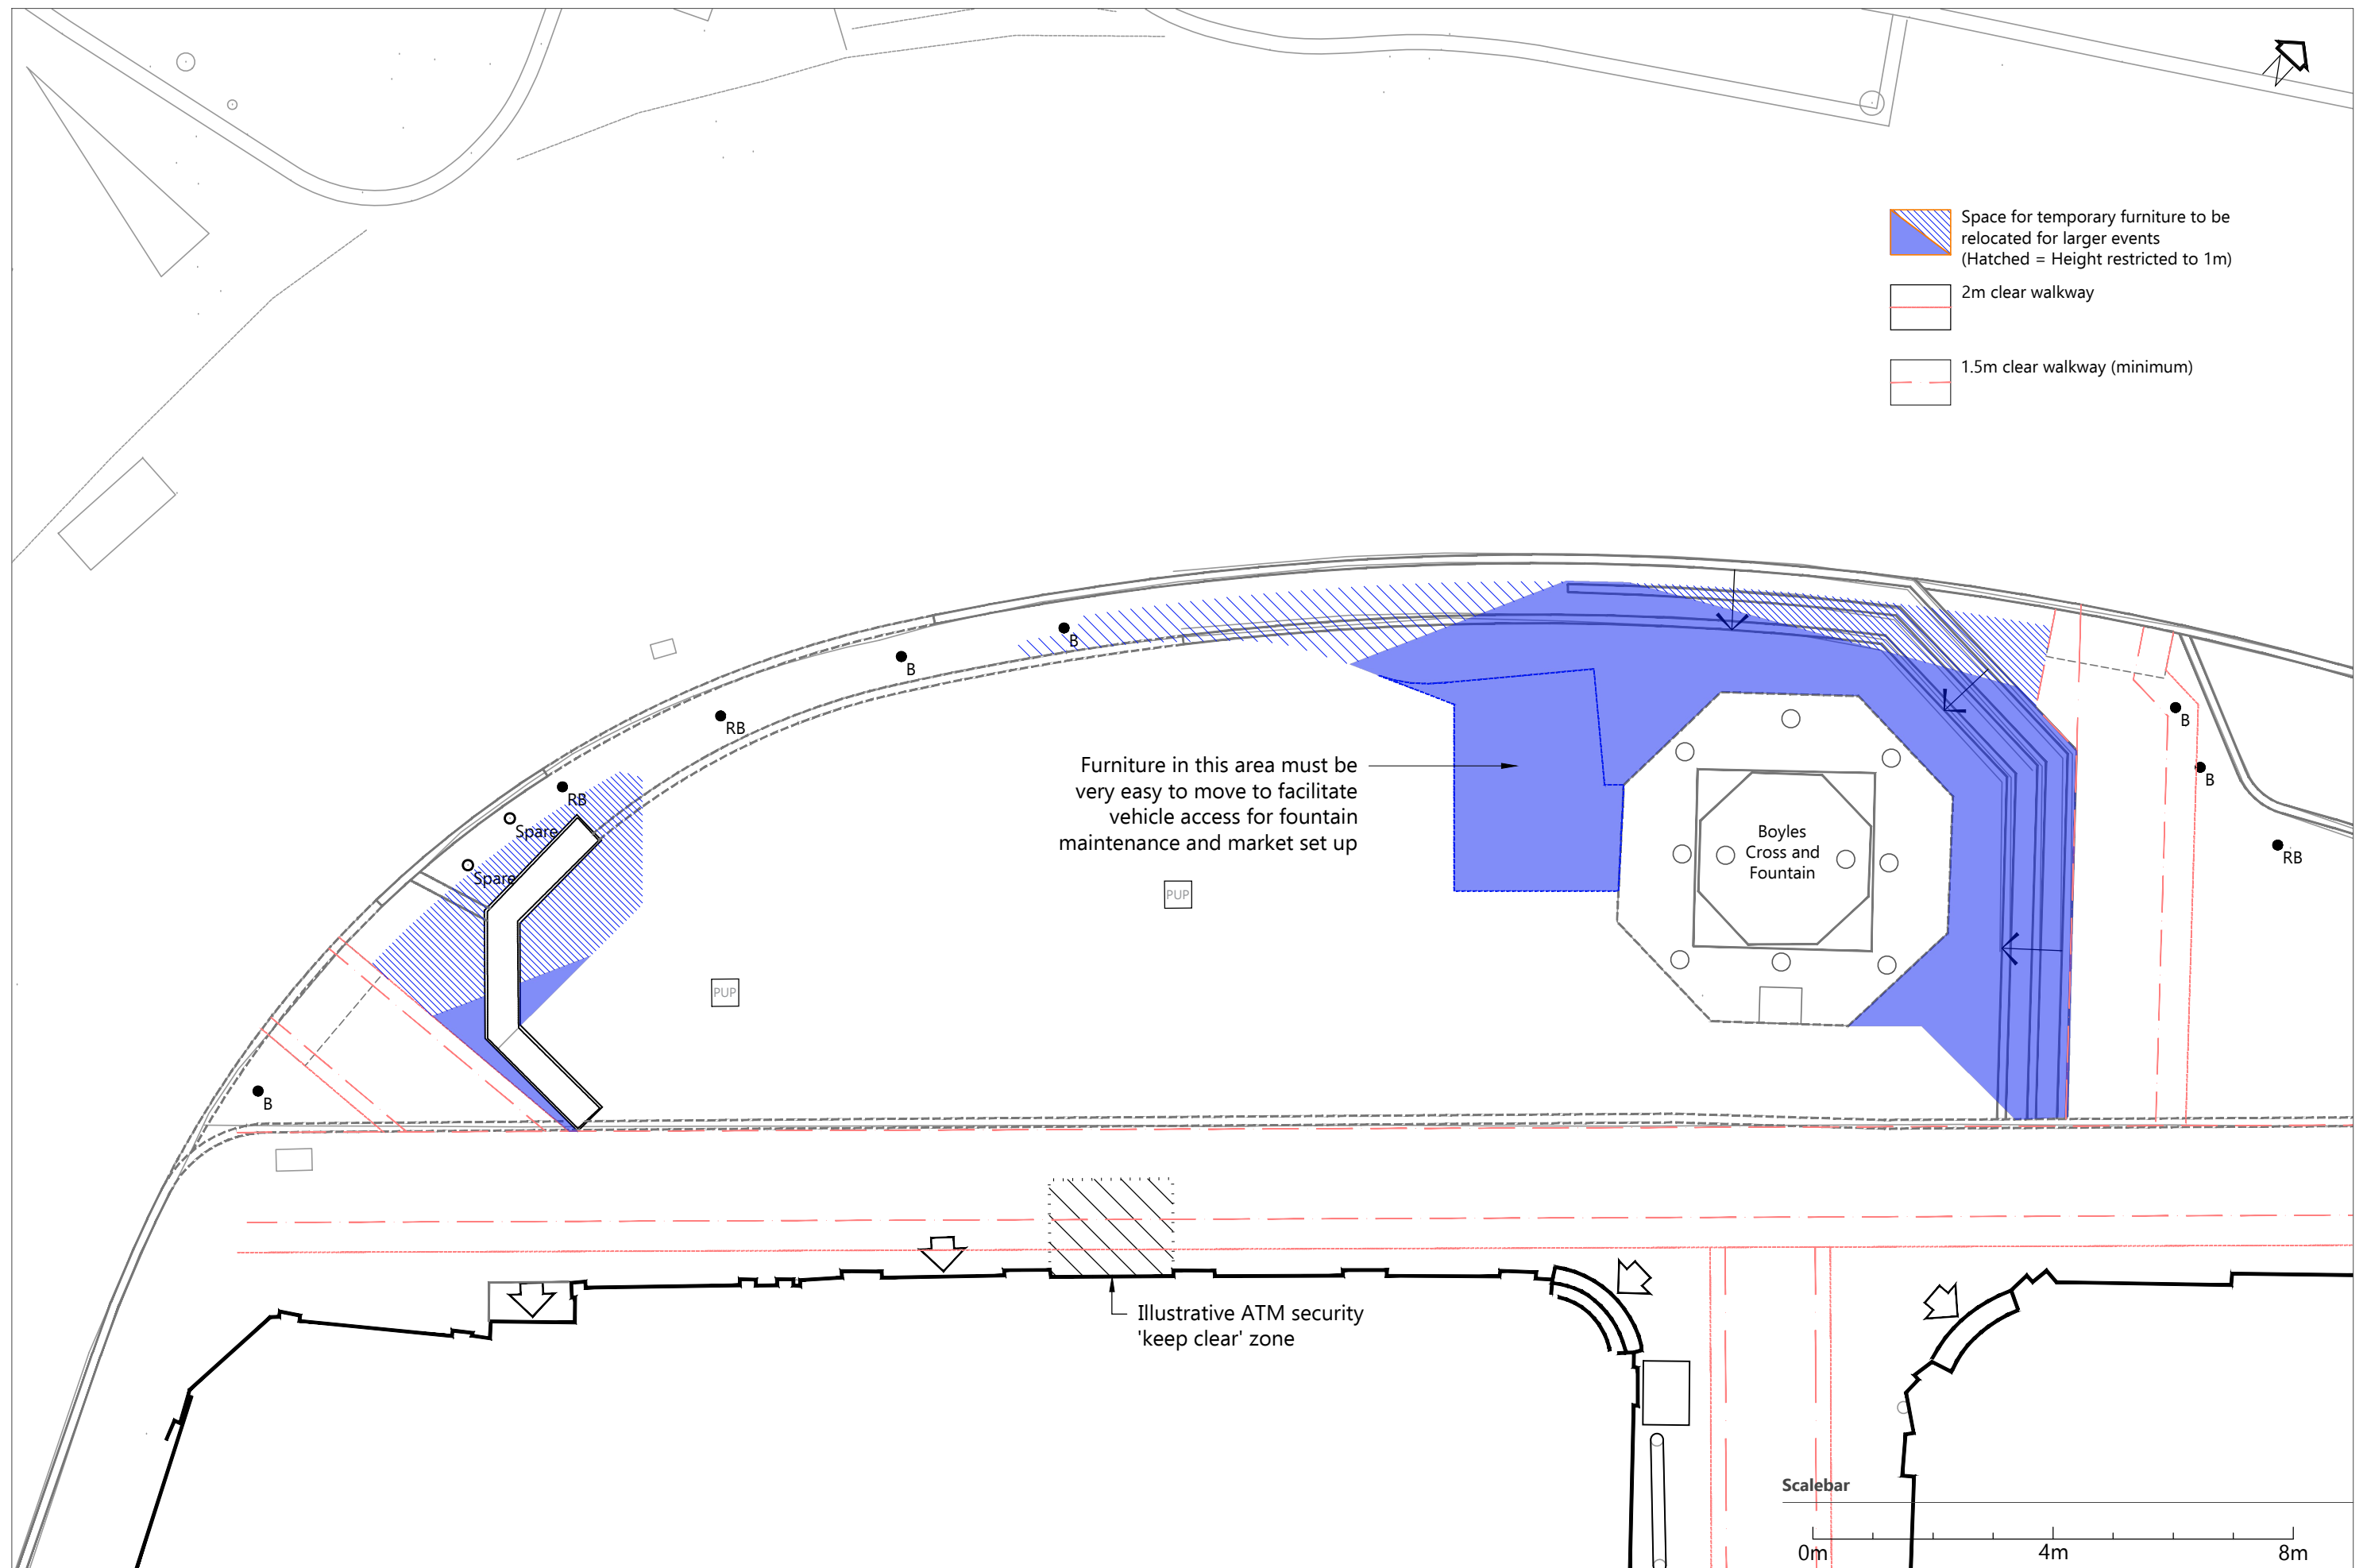 Space for temporary furniture to be
relocated for larger events
(Hatched = Height restricted to 1m)
2m clear walkway
1.5m clear walkway (minimum)
B
B
RB
RB
Spare
Spare
B
B
B
RB
Furniture in this area must be
very easy to move to facilitate
vehicle access for fountain
maintenance and market set up
Boyles
Cross and
Fountain
PUP
PUP
Illustrative ATM security
'keep clear' zone
Scalebar
0m 4m 8m